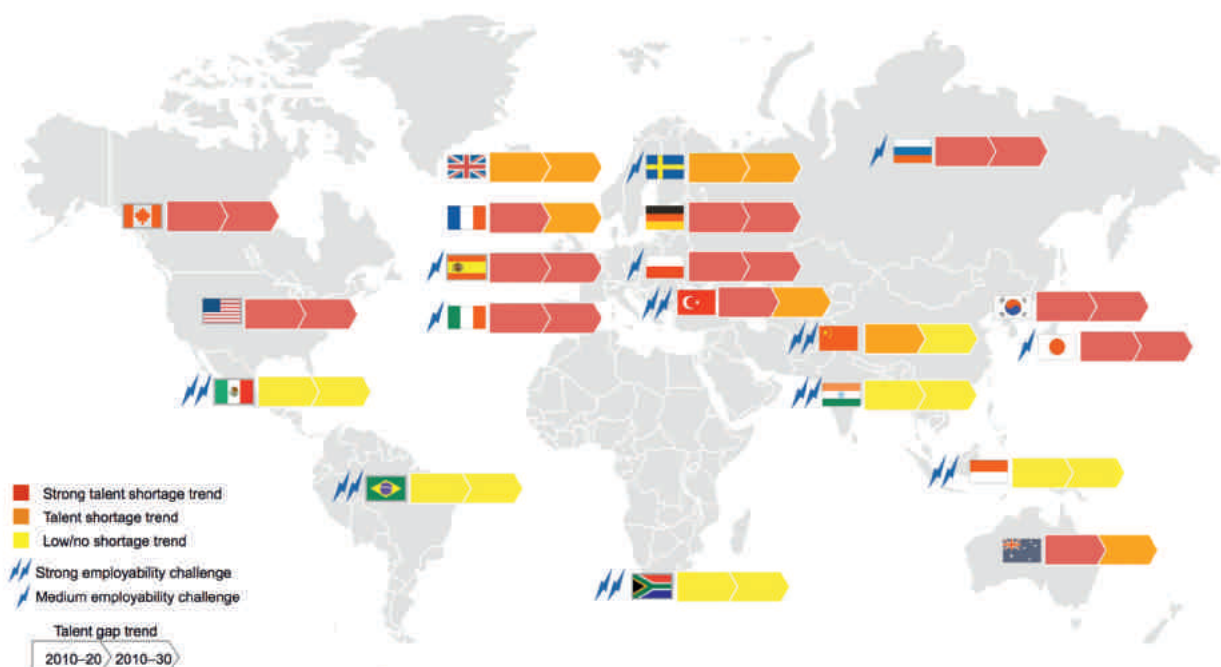 Strong talent shortage trend
Talent shortage trend
Low/no shortage trend
Strong employability challenge
Medium employability challenge
Talent gap trend
2010–20 2010–30